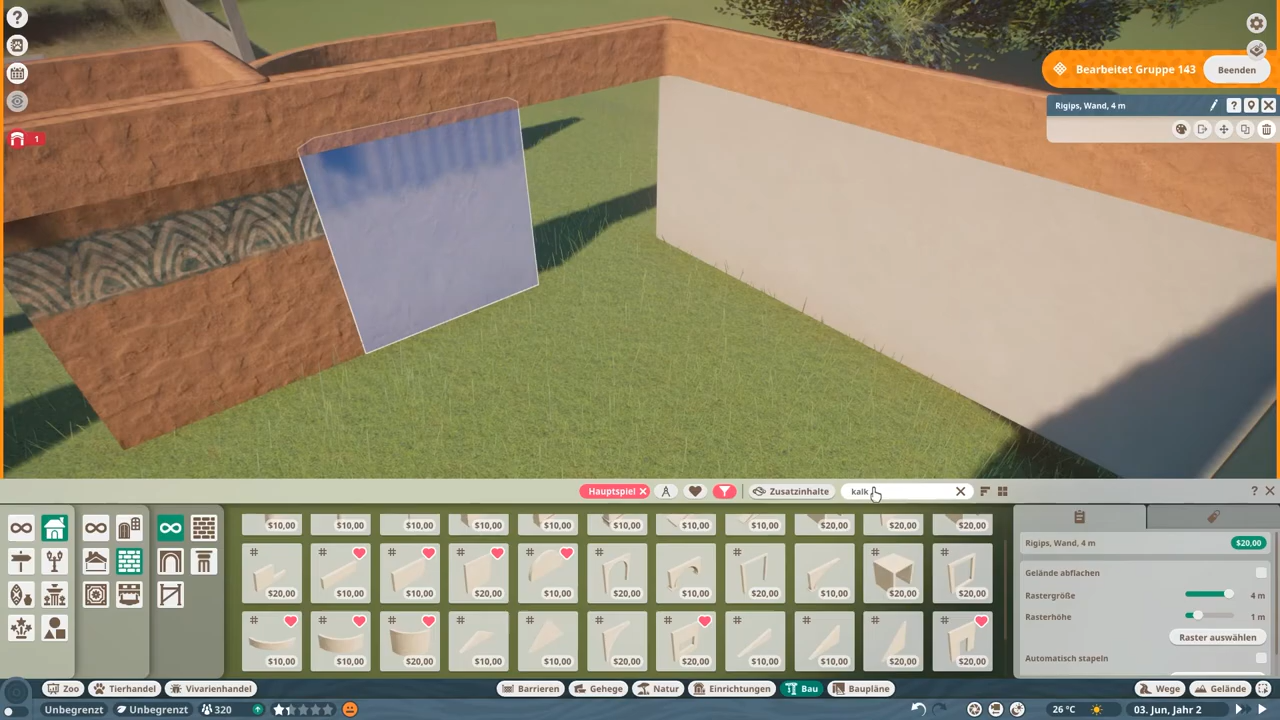 Bearbeitet Gruppe 143
Beenden
Rigips, Wand, 4 m
1
Hauptspiel
Zusatzinhalte
kalk
$10,00 $10,00 $10,00 $10,00 $10,00 $10,00 $10,00 $10,00 $20,00 $20,00 $20,00
$20,00 $10,00 $10,00 $20,00 $10,00 $20,00 $10,00 $20,00 $10,00 $20,00 $20,00
$10,00 $10,00 $20,00 $10,00 $10,00 $20,00 $20,00 $10,00 $10,00 $20,00 $10,00
Rigips, Wand, 4 m
$20,00
Gelände abflachen
Rastergröße
4 m
Rasterhöhe
1 m
Raster auswählen
Automatisch stapeln
Zoo
Tierhandel
Vivarienhandel
Barrieren
Gehege
Natur
Einrichtungen
Bau
Baupläne
Wege
Gelände
Unbegrenzt
Unbegrenzt
320
26 °C
03. Jun, Jahr 2